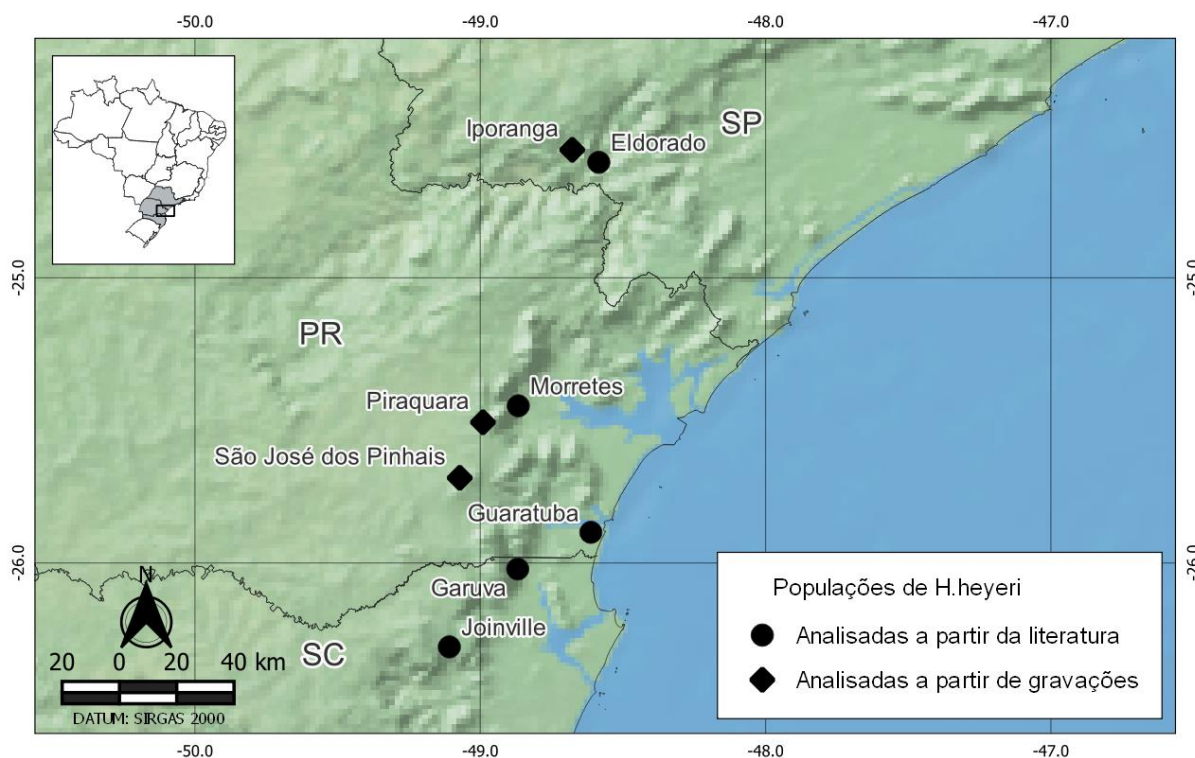 -50.0
-49.0
-48.0
-47.0
Iporanga
Eldorado
SP
-25.0
-25.0
PR
Morretes
Piraquara
São José dos Pinhais
Guaratuba
-26.0
-26.0
N
Garuva
Joinville
SC
20 0 20 40 km
DATUM: SIRGAS 2000
Populações de H.heyeri
Analisadas a partir da literatura
Analisadas a partir de gravações
-50.0
-49.0
-48.0
-47.0